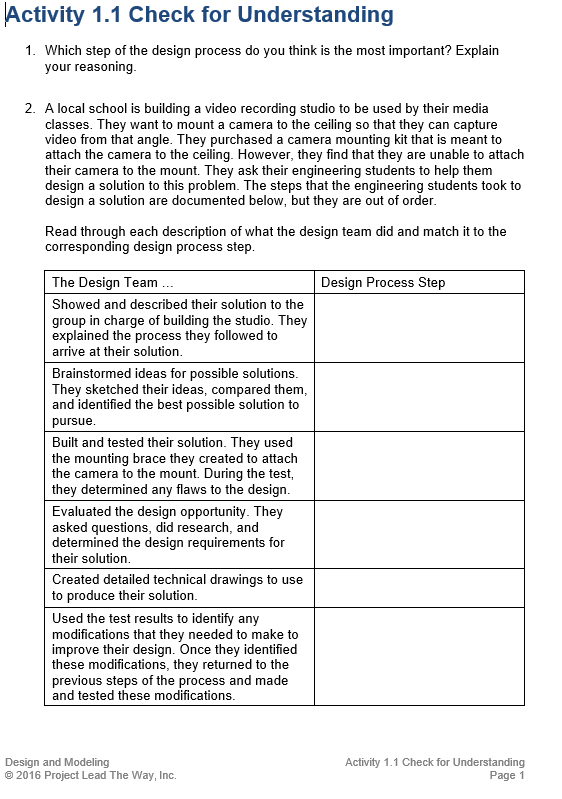 Activity 1.1 Check for Understanding
1. Which step of the design process do you think is the most important? Explain
your reasoning.
2. A local school is building a video recording studio to be used by their media
classes. They want to mount a camera to the ceiling so that they can capture
video from that angle. They purchased a camera mounting kit that is meant to
attach the camera to the ceiling. However, they find that they are unable to attach
their camera to the mount. They ask their engineering students to help them
design a solution to this problem. The steps that the engineering students took to
design a solution are documented below, but they are out of order.
Read through each description of what the design team did and match it to the
corresponding design process step.
The Design Team ... Design Process Step
Showed and described their solution to the
group in charge of building the studio. They
explained the process they followed to
arrive at their solution.
Brainstormed ideas for possible solutions.
They sketched their ideas, compared them,
and identified the best possible solution to
pursue.
Built and tested their solution. They used
the mounting brace they created to attach
the camera to the mount. During the test,
they determined any flaws to the design.
Evaluated the design opportunity. They
asked questions, did research, and
determined the design requirements for
their solution.
Created detailed technical drawings to use
to produce their solution.
Used the test results to identify any
modifications that they needed to make to
improve their design. Once they identified
these modifications, they returned to the
previous steps of the process and made
and tested these modifications.
Design and Modeling Activity 1.1 Check for Understanding
© 2016 Project Lead The Way, Inc. Page 1